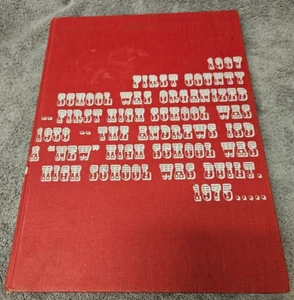 1907
FIRST COUNTY
SCHOOL WAS ORGANIZED
-- FIRST HIGH SCHOOL WAS
1959 -- THE ANDREWS ISD
A "NEW" HIGH SCHOOL WAS
HIGH SCHOOL WAS BUILT.
1975.....